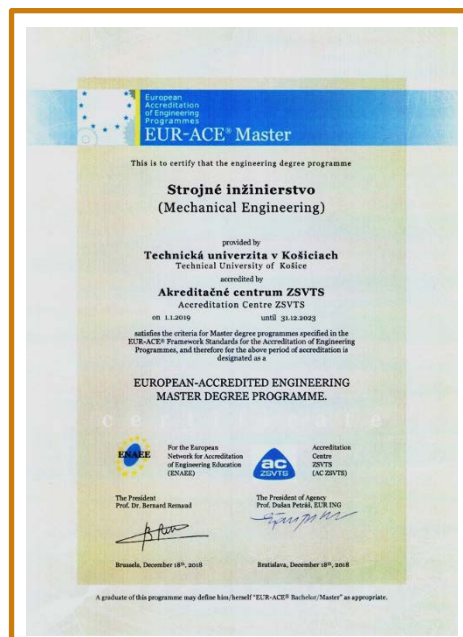 European
Accreditation
of Engineering
Programmes
EUR-ACE® Master
This is to certify that the engineering degree programme
Strojné inžinierstvo
(Mechanical Engineering)
provided by
Technická univerzita v Košiciach
Technical University of Košice
accredited by
Akreditačné centrum ZSVTS
Accreditation Centre ZSVTS
on 1.1.2019 until 31.12.2023
satisfies the criteria for Master degree programmes specified in the
EUR-ACE® Framework Standards for the Accreditation of Engineering
Programmes, and therefore for the above period of accreditation is
designated as a
EUROPEAN-ACCREDITED ENGINEERING
MASTER DEGREE PROGRAMME.
certificate
ENAEE
For the European
Network for Accreditation
of Engineering Education
(ENAEE)
ac
ZSVTS
Accreditation
Centre
ZSVTS
(AC ZSVTS)
The President
Prof. Dr. Bernard Remaud
The President of Agency
Prof. Dušan Petráš, EUR ING
Brussels, December 18th, 2018
Bratislava, December 18th, 2018
A graduate of this programme may define him/herself "EUR-ACE® Bachelor/Master" as appropriate.